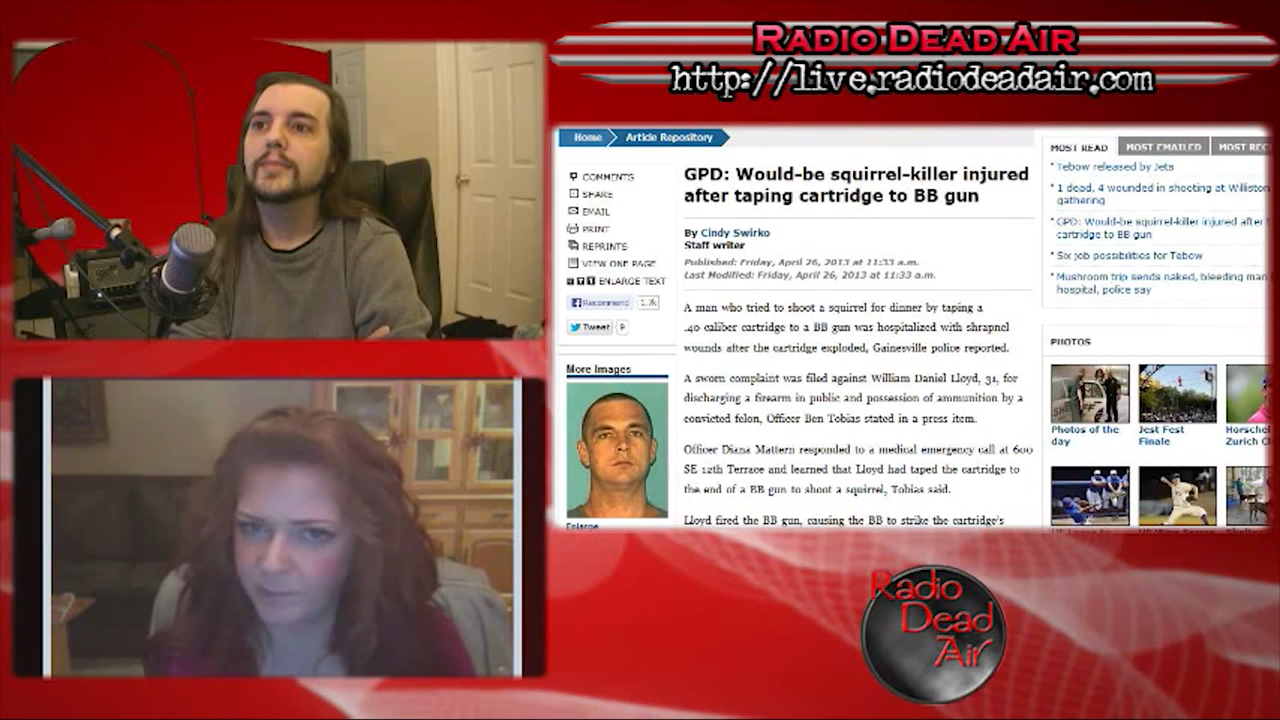 Radio Dead Air
http://live.radiodeadair.com
Home
Article Repository
COMMENTS
SHARE
EMAIL
PRINT
REPRINTS
VIEW ONE PAGE
ENLARGE TEXT
Recommend
1.7k
Tweet
9
More Images
Enlarge
GPD: Would-be squirrel-killer injured
after taping cartridge to BB gun
By Cindy Swirko
Staff writer
Published: Friday, April 26, 2013 at 11:33 a.m.
Last Modified: Friday, April 26, 2013 at 11:33 a.m.
A man who tried to shoot a squirrel for dinner by taping a
.40 caliber cartridge to a BB gun was hospitalized with shrapnel
wounds after the cartridge exploded, Gainesville police reported.
A sworn complaint was filed against William Daniel Lloyd, 31, for
discharging a firearm in public and possession of ammunition by a
convicted felon, Officer Ben Tobias stated in a press item.
Officer Diana Mattern responded to a medical emergency call at 600
SE 12th Terrace and learned that Lloyd had taped the cartridge to
the end of a BB gun to shoot a squirrel, Tobias said.
Lloyd fired the BB gun, causing the BB to strike the cartridge's
MOST READ
MOST EMAILED
MOST REC
Tebow released by Jets
1 dead, 4 wounded in shooting at Williston
gathering
GPD: Would-be squirrel-killer injured after
cartridge to BB gun
Six job possibilities for Tebow
Mushroom trip sends naked, bleeding man
hospital, police say
PHOTOS
Photos of the
day
Jest Fest
Finale
Horschel
Zurich Cl
Radio
Dead
Air